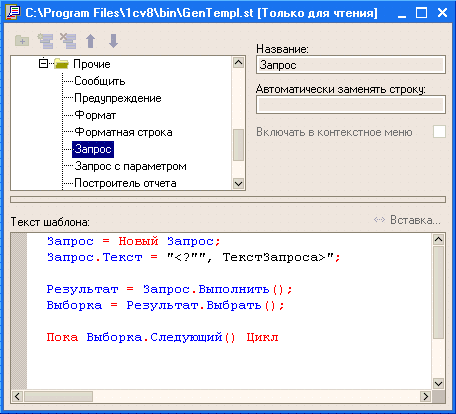 C:\Program Files\1cv8\bin\GenTempl.st [Только для чтения]
Прочие
Сообщить
Предупреждение
Формат
Форматная строка
Запрос
Запрос с параметром
Построитель отчета
Название:
Запрос
Автоматически заменять строку:
Включать в контекстное меню
Текст шаблона:
Вставка...
Запрос = Новый Запрос;
Запрос.Текст = "<?"", ТекстЗапроса>";
Результат = Запрос.Выполнить();
Выборка = Результат.Выбрать();
Пока Выборка.Следующий() Цикл